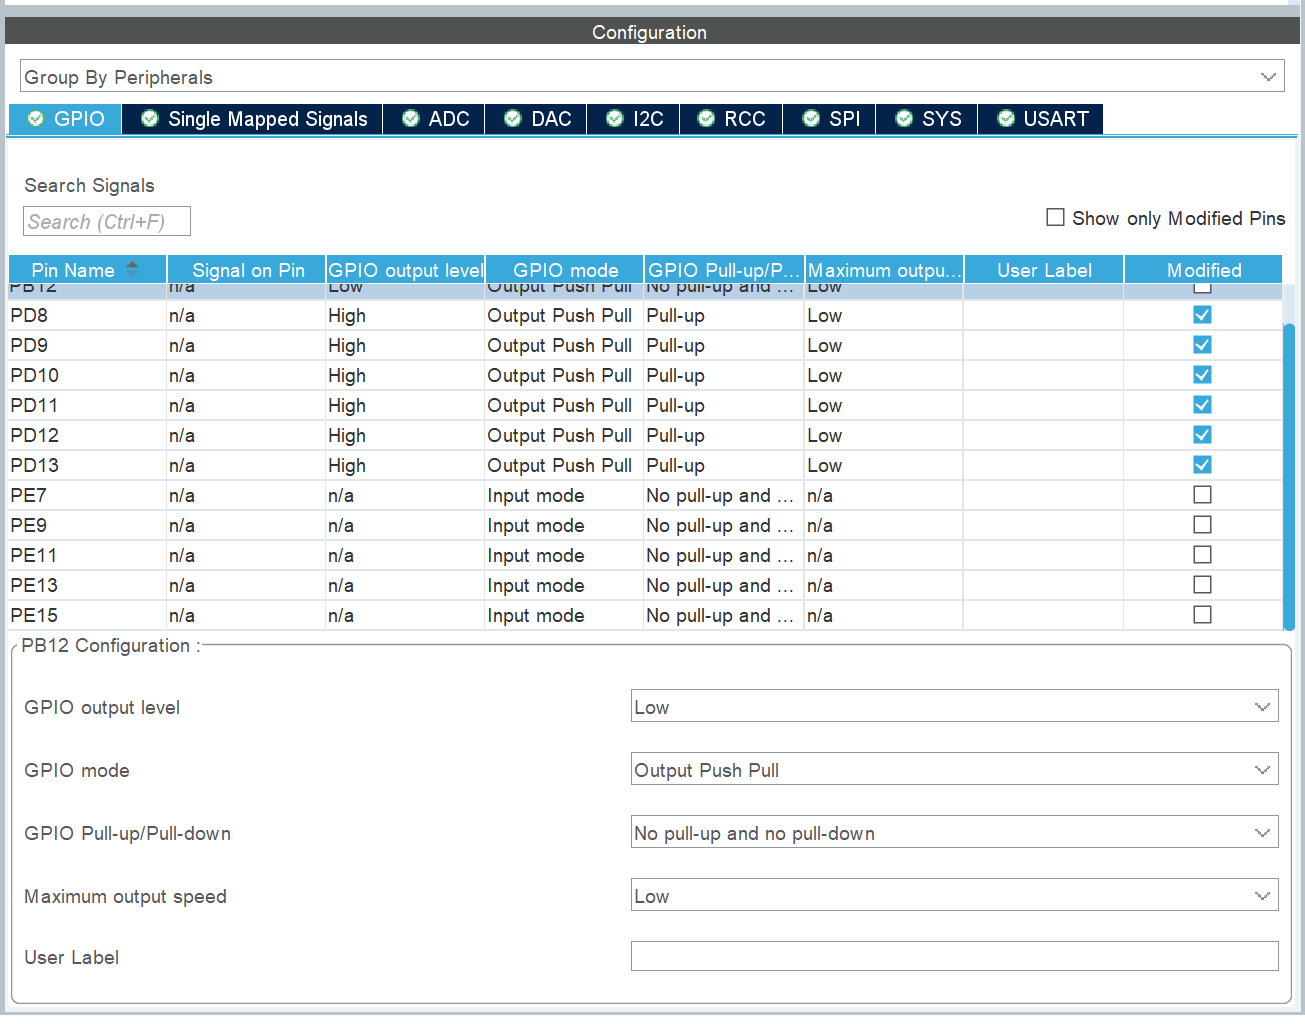 Configuration
Group By Peripherals
GPIO Single Mapped Signals ADC DAC I2C RCC SPI SYS USART
Search Signals
Search (Ctrl+F)
Show only Modified Pins
Pin Name Signal on Pin GPIO output level GPIO mode GPIO Pull-up/P... Maximum outpu... User Label Modified
PB12 n/a Low Output Push Pull No pull-up and ... Low
PD8 n/a High Output Push Pull Pull-up Low
PD9 n/a High Output Push Pull Pull-up Low
PD10 n/a High Output Push Pull Pull-up Low
PD11 n/a High Output Push Pull Pull-up Low
PD12 n/a High Output Push Pull Pull-up Low
PD13 n/a High Output Push Pull Pull-up Low
PE7 n/a n/a Input mode No pull-up and ... n/a
PE9 n/a n/a Input mode No pull-up and ... n/a
PE11 n/a n/a Input mode No pull-up and ... n/a
PE13 n/a n/a Input mode No pull-up and ... n/a
PE15 n/a n/a Input mode No pull-up and ... n/a
PB12 Configuration :
GPIO output level Low
GPIO mode Output Push Pull
GPIO Pull-up/Pull-down No pull-up and no pull-down
Maximum output speed Low
User Label